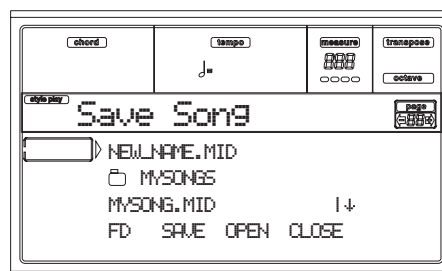 chord tempo measure transpose
octave
style play
Save Song
page
NEW_NAME.MID
MYSONGS
MYSONG.MID
FD SAVE OPEN CLOSE